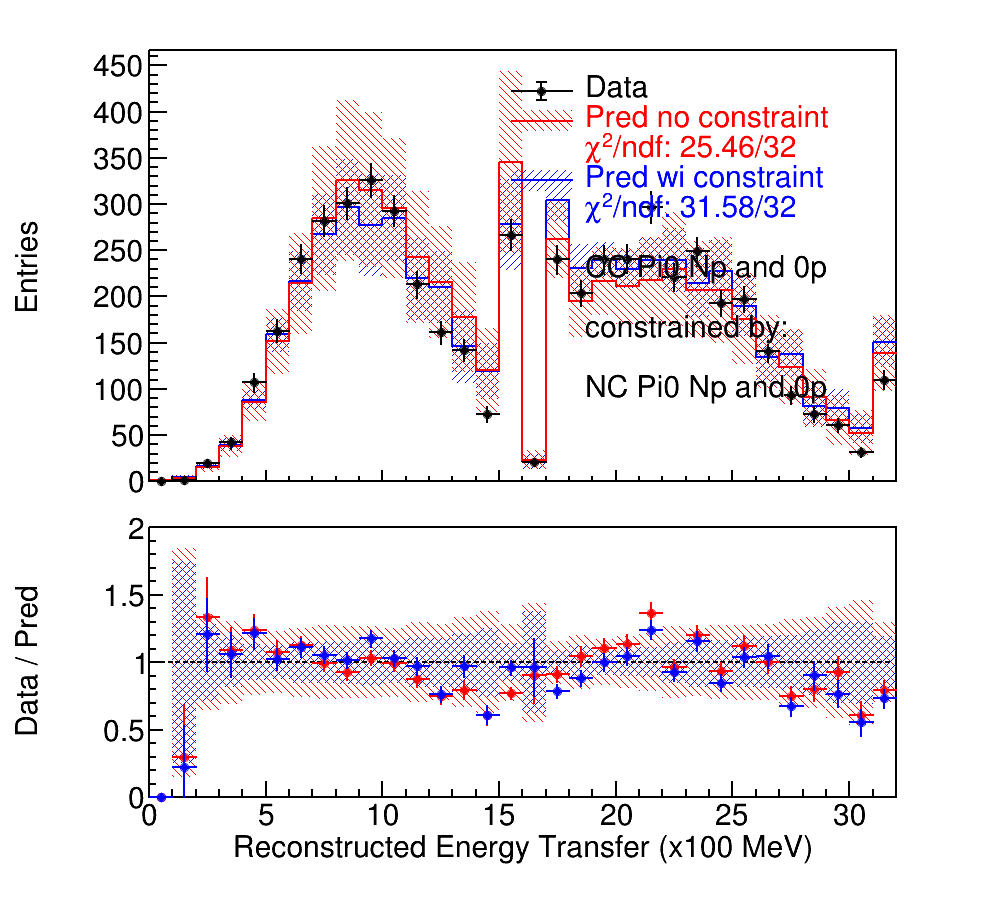 450
400
350
300
250
200
150
100
50
0
Entries
Data
Pred no constraint
χ²/ndf: 25.46/32
Pred wi constraint
χ²/ndf: 31.58/32
CC Pi0 Np and 0p
constrained by:
NC Pi0 Np and 0p
2
1.5
1
0.5
0
Data / Pred
0 5 10 15 20 25 30
Reconstructed Energy Transfer (x100 MeV)